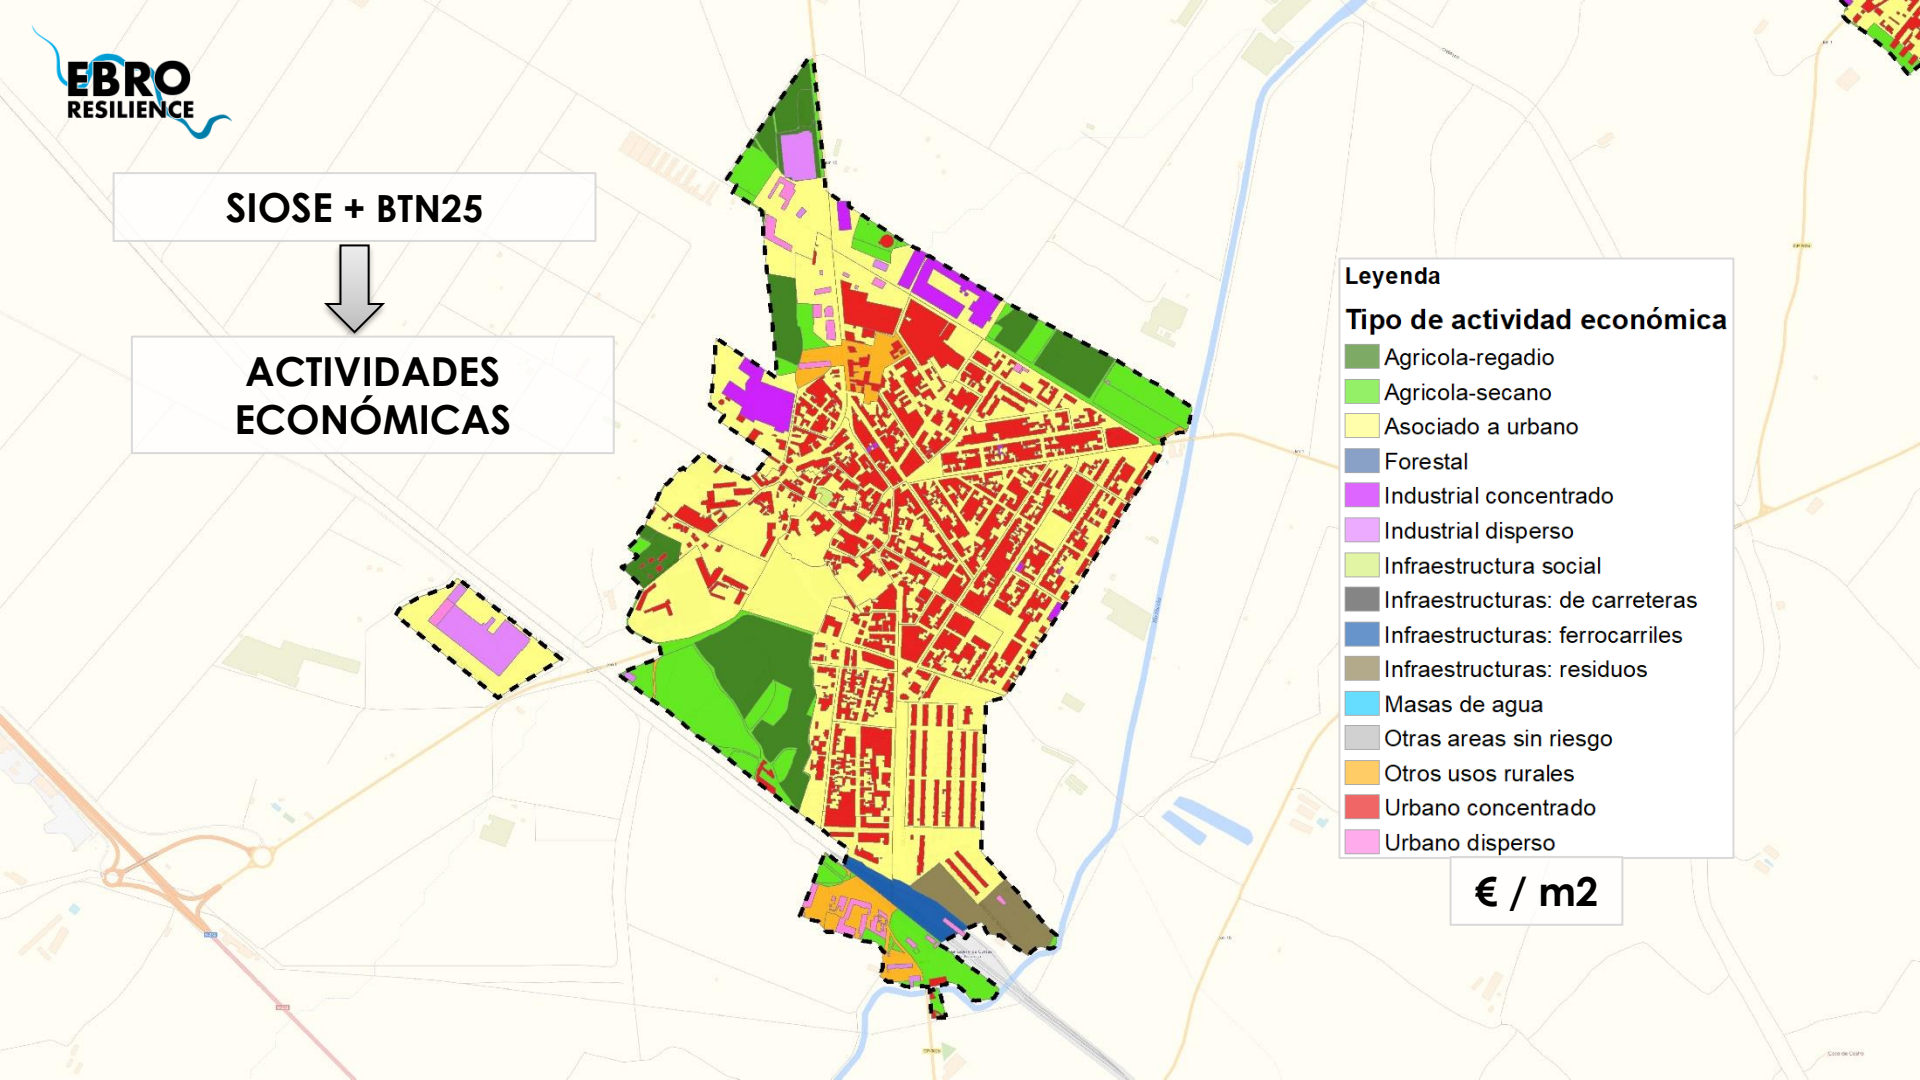 EBRO
RESILIENCE
SIOSE + BTN25
ACTIVIDADES
ECONÓMICAS
Leyenda
Tipo de actividad económica
Agricola-regadio
Agricola-secano
Asociado a urbano
Forestal
Industrial concentrado
Industrial disperso
Infraestructura social
Infraestructuras: de carreteras
Infraestructuras: ferrocarriles
Infraestructuras: residuos
Masas de agua
Otras areas sin riesgo
Otros usos rurales
Urbano concentrado
Urbano disperso
€ / m2